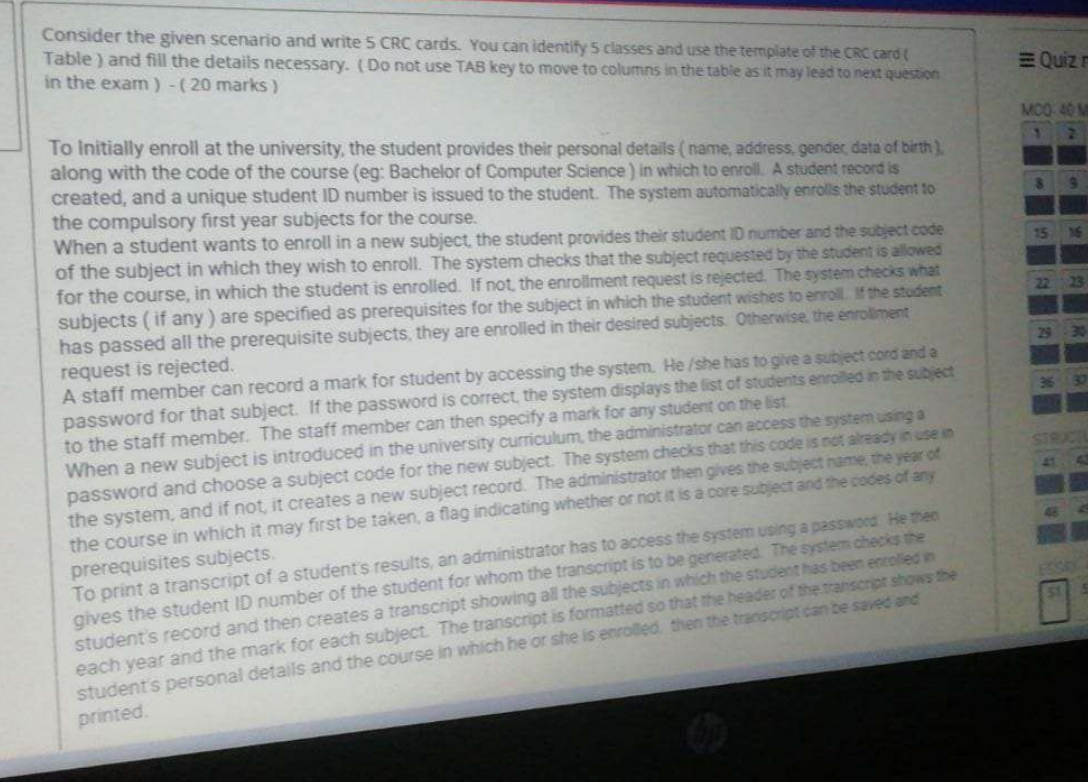 Consider the given scenario and write 5 CRC cards. You can identify 5 classes and use the template of the CRC card (
Table ) and fill the details necessary. ( Do not use TAB key to move to columns in the table as it may lead to next question
in the exam ) - ( 20 marks )
To Initially enroll at the university, the student provides their personal details ( name, address, gender, data of birth ),
along with the code of the course (eg: Bachelor of Computer Science ) in which to enroll. A student record is
created, and a unique student ID number is issued to the student. The system automatically enrolls the student to
the compulsory first year subjects for the course.
When a student wants to enroll in a new subject, the student provides their student ID number and the subject code
of the subject in which they wish to enroll. The system checks that the subject requested by the student is allowed
for the course, in which the student is enrolled. If not, the enrollment request is rejected. The system checks what
subjects ( if any ) are specified as prerequisites for the subject in which the student wishes to enroll. If the student
has passed all the prerequisite subjects, they are enrolled in their desired subjects. Otherwise, the enrollment
request is rejected.
A staff member can record a mark for student by accessing the system. He /she has to give a subject cord and a
password for that subject. If the password is correct, the system displays the list of students enrolled in the subject
to the staff member. The staff member can then specify a mark for any student on the list.
When a new subject is introduced in the university curriculum, the administrator can access the system using a
password and choose a subject code for the new subject. The system checks that this code is not already in use in
the system, and if not, it creates a new subject record. The administrator then gives the subject name, the year of
the course in which it may first be taken, a flag indicating whether or not it is a core subject and the codes of any
prerequisites subjects.
To print a transcript of a student's results, an administrator has to access the system using a password. He then
gives the student ID number of the student for whom the transcript is to be generated. The system checks the
student's record and then creates a transcript showing all the subjects in which the student has been enrolled in
each year and the mark for each subject. The transcript is formatted so that the header of the transcript shows the
student's personal details and the course in which he or she is enrolled, then the transcript can be saved and
printed.
Quiz
MCQ: 40
1 2
8 9
15 16
22 23
29 30
36 37
41
48
51
hp